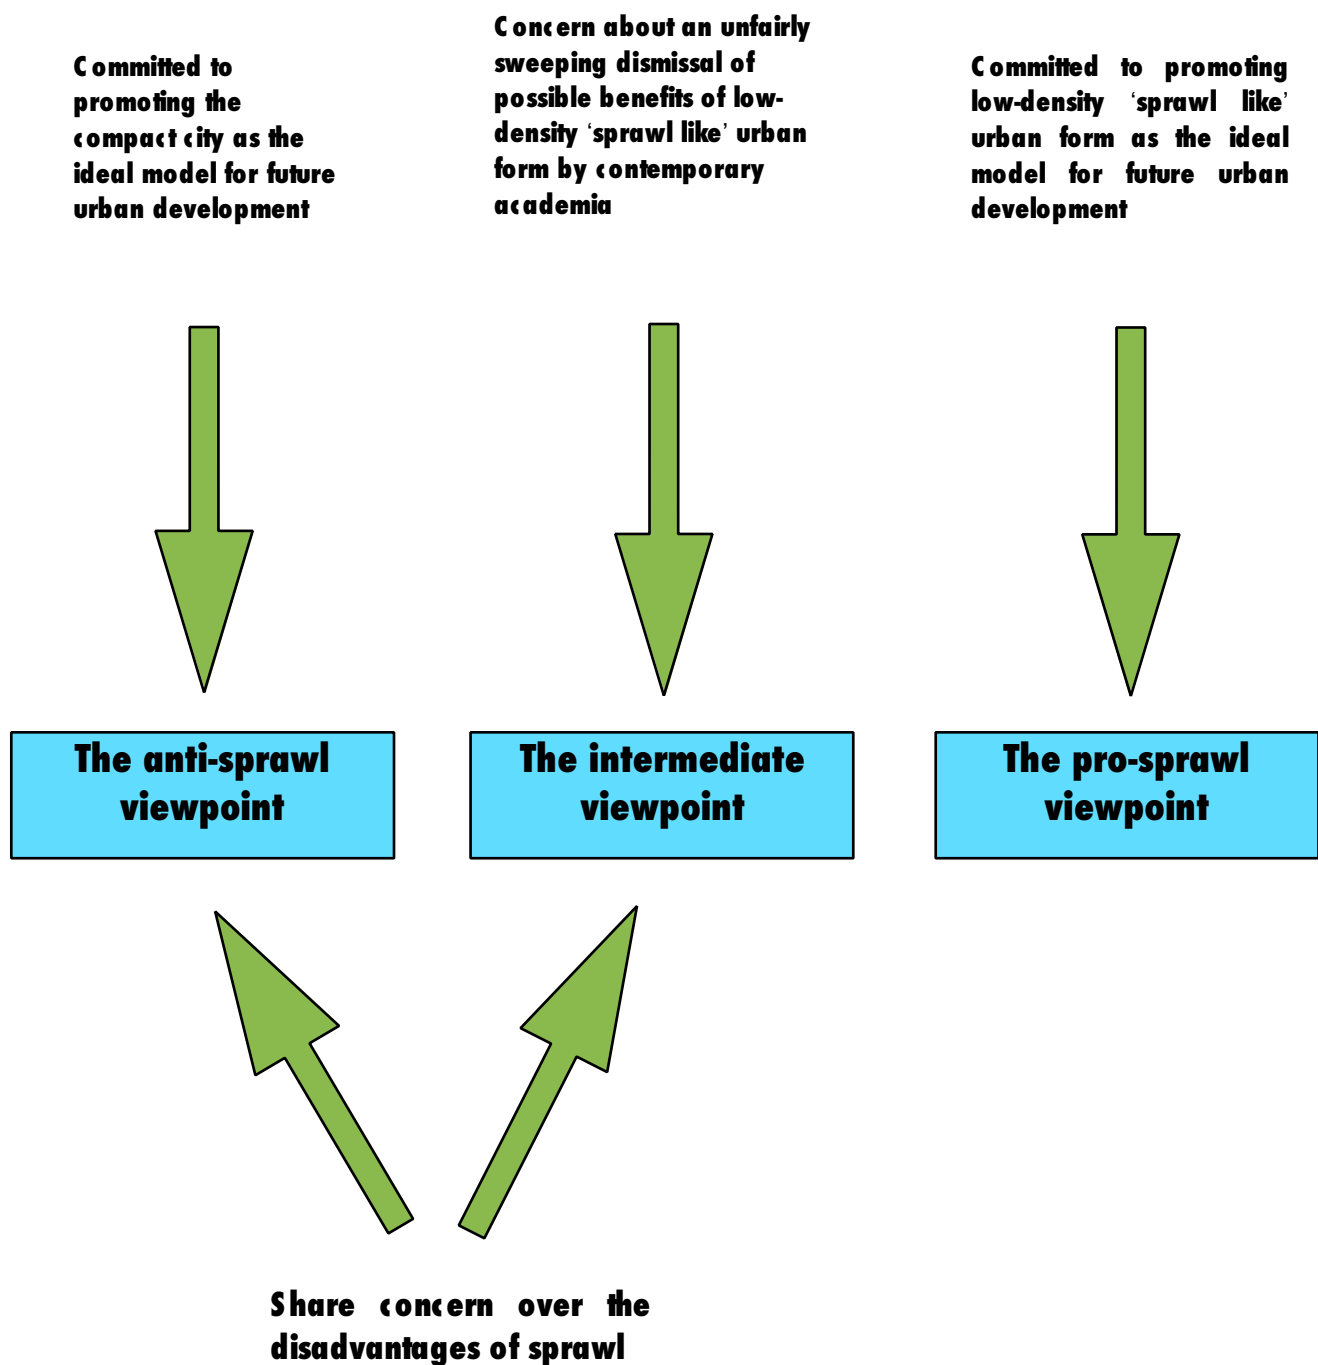 Committed to
promoting the
compact city as the
ideal model for future
urban development
Concern about an unfairly
sweeping dismissal of
possible benefits of low-
density ‘sprawl like’ urban
form by contemporary
academia
Committed to promoting
low-density ‘sprawl like’
urban form as the ideal
model for future urban
development
The anti-sprawl
viewpoint
The intermediate
viewpoint
The pro-sprawl
viewpoint
Share concern over the
disadvantages of sprawl